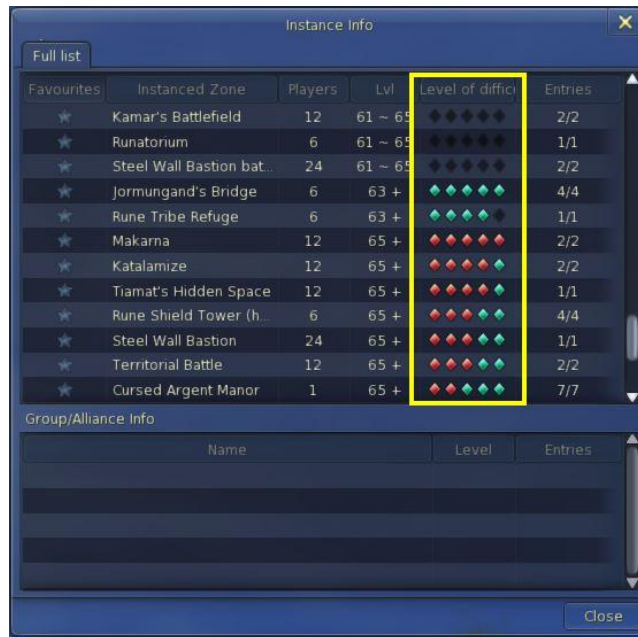 Instance Info
Full list
Favourites Instanced Zone Players Lvl Level of diffic Entries
Kamar's Battlefield 12 61 ~ 65 2/2
Runatorium 6 61 ~ 65 1/1
Steel Wall Bastion bat... 24 61 ~ 65 2/2
Jormungand's Bridge 6 63 + 4/4
Rune Tribe Refuge 6 63 + 1/1
Makarna 12 65 + 2/2
Katalamize 12 65 + 2/2
Tiamat's Hidden Space 12 65 + 1/1
Rune Shield Tower (h... 6 65 + 4/4
Steel Wall Bastion 24 65 + 1/1
Territorial Battle 12 65 + 2/2
Cursed Argent Manor 1 65 + 7/7
Group/Alliance Info
Name Level Entries
Close